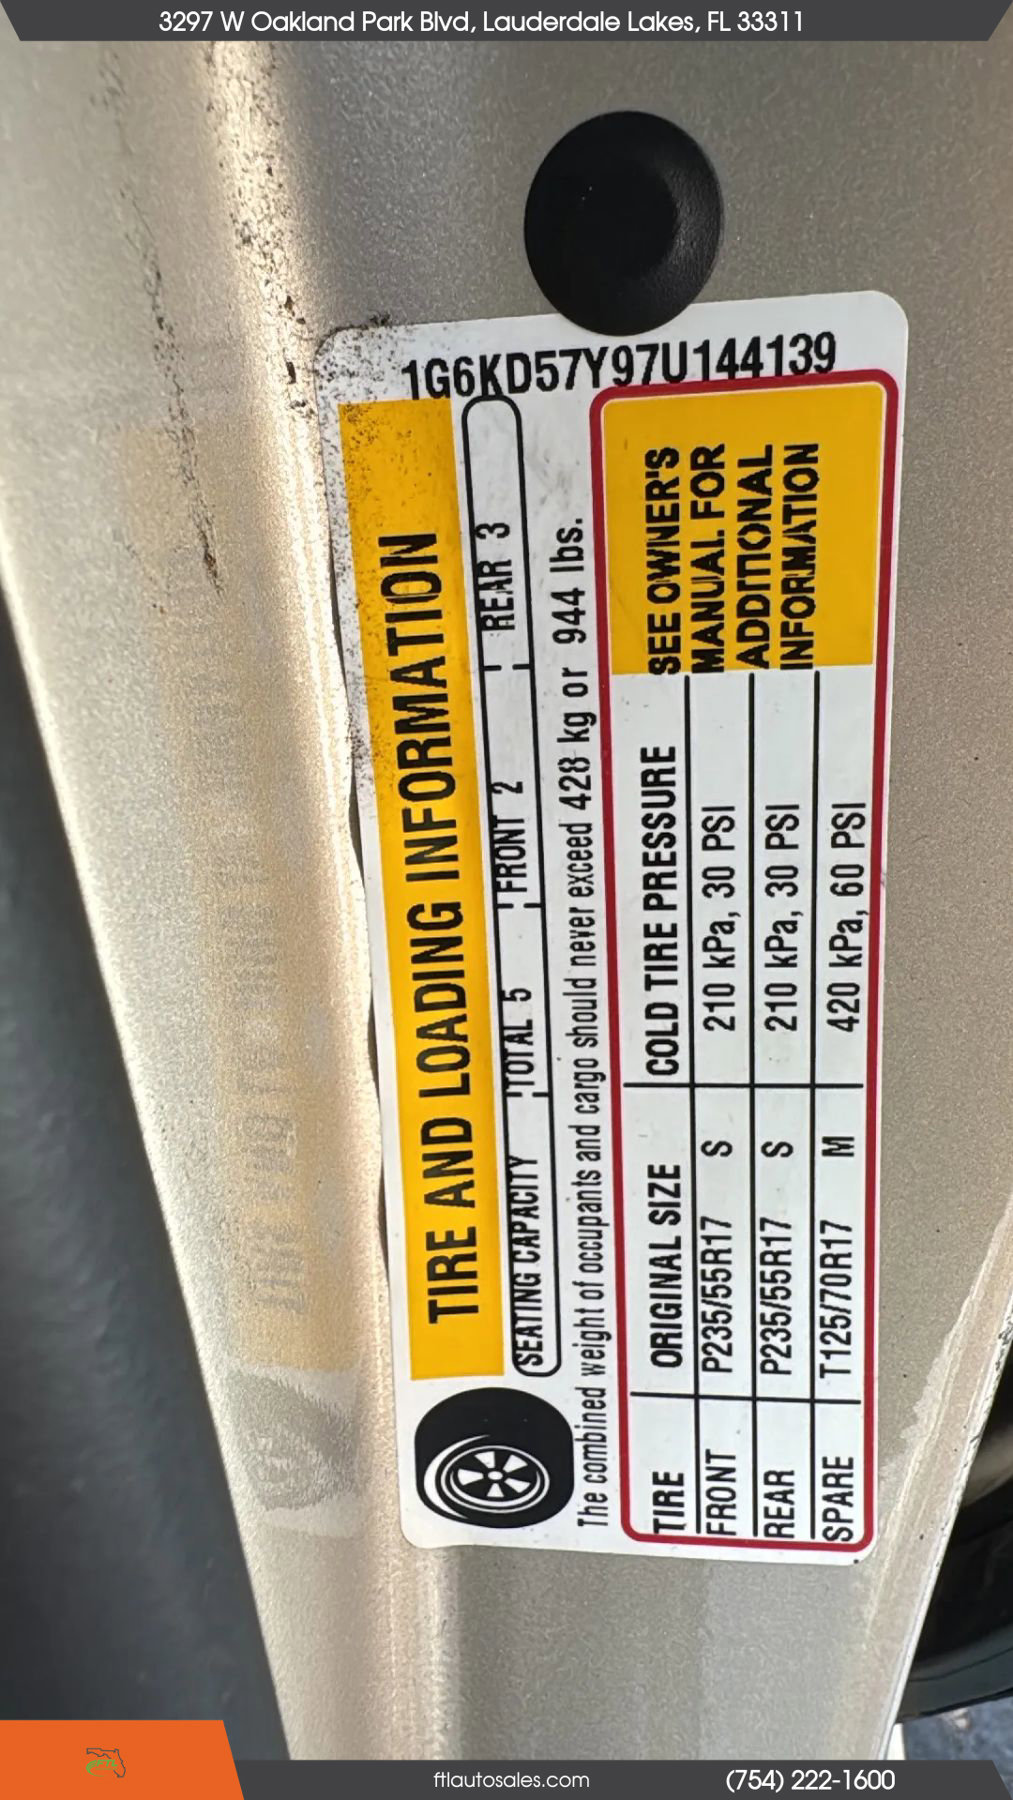 3297 W Oakland Park Blvd, Lauderdale Lakes, FL 33311
1G6KD57Y97U144139
TIRE AND LOADING INFORMATION
SEATING CAPACITY TOTAL 5 FRONT 2 REAR 3
The combined weight of occupants and cargo should never exceed 428 kg or 944 lbs.
TIRE ORIGINAL SIZE COLD TIRE PRESSURE
FRONT P235/55R17 S 210 kPa, 30 PSI
REAR P235/55R17 S 210 kPa, 30 PSI
SPARE T125/70R17 M 420 kPa, 60 PSI
SEE OWNER'S
MANUAL FOR
ADDITIONAL
INFORMATION
ftlautosales.com
(754) 222-1600